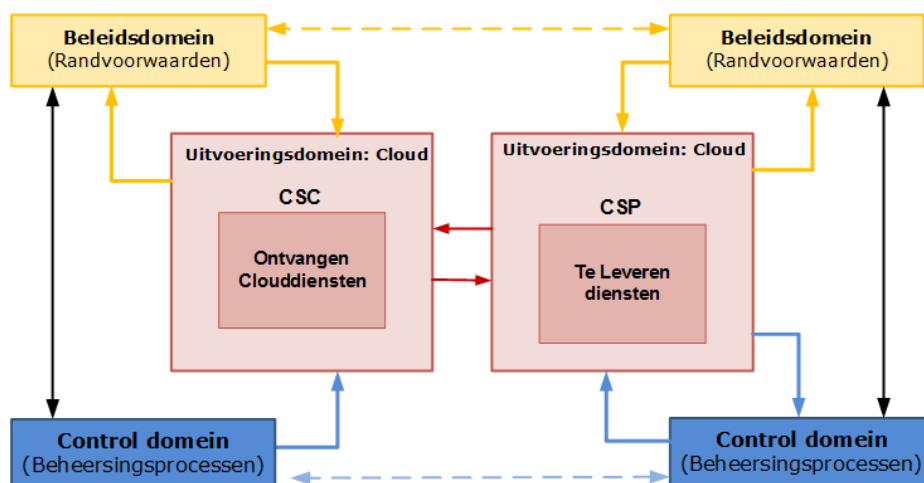 Beleidsdomein
(Randvoorwaarden)
Beleidsdomein
(Randvoorwaarden)
Uitvoeringsdomein: Cloud
CSC
Ontvangen
Clouddiensten
Uitvoeringsdomein: Cloud
CSP
Te Leveren
diensten
Control domein
(Beheersingsprocessen)
Control domein
(Beheersingsprocessen)